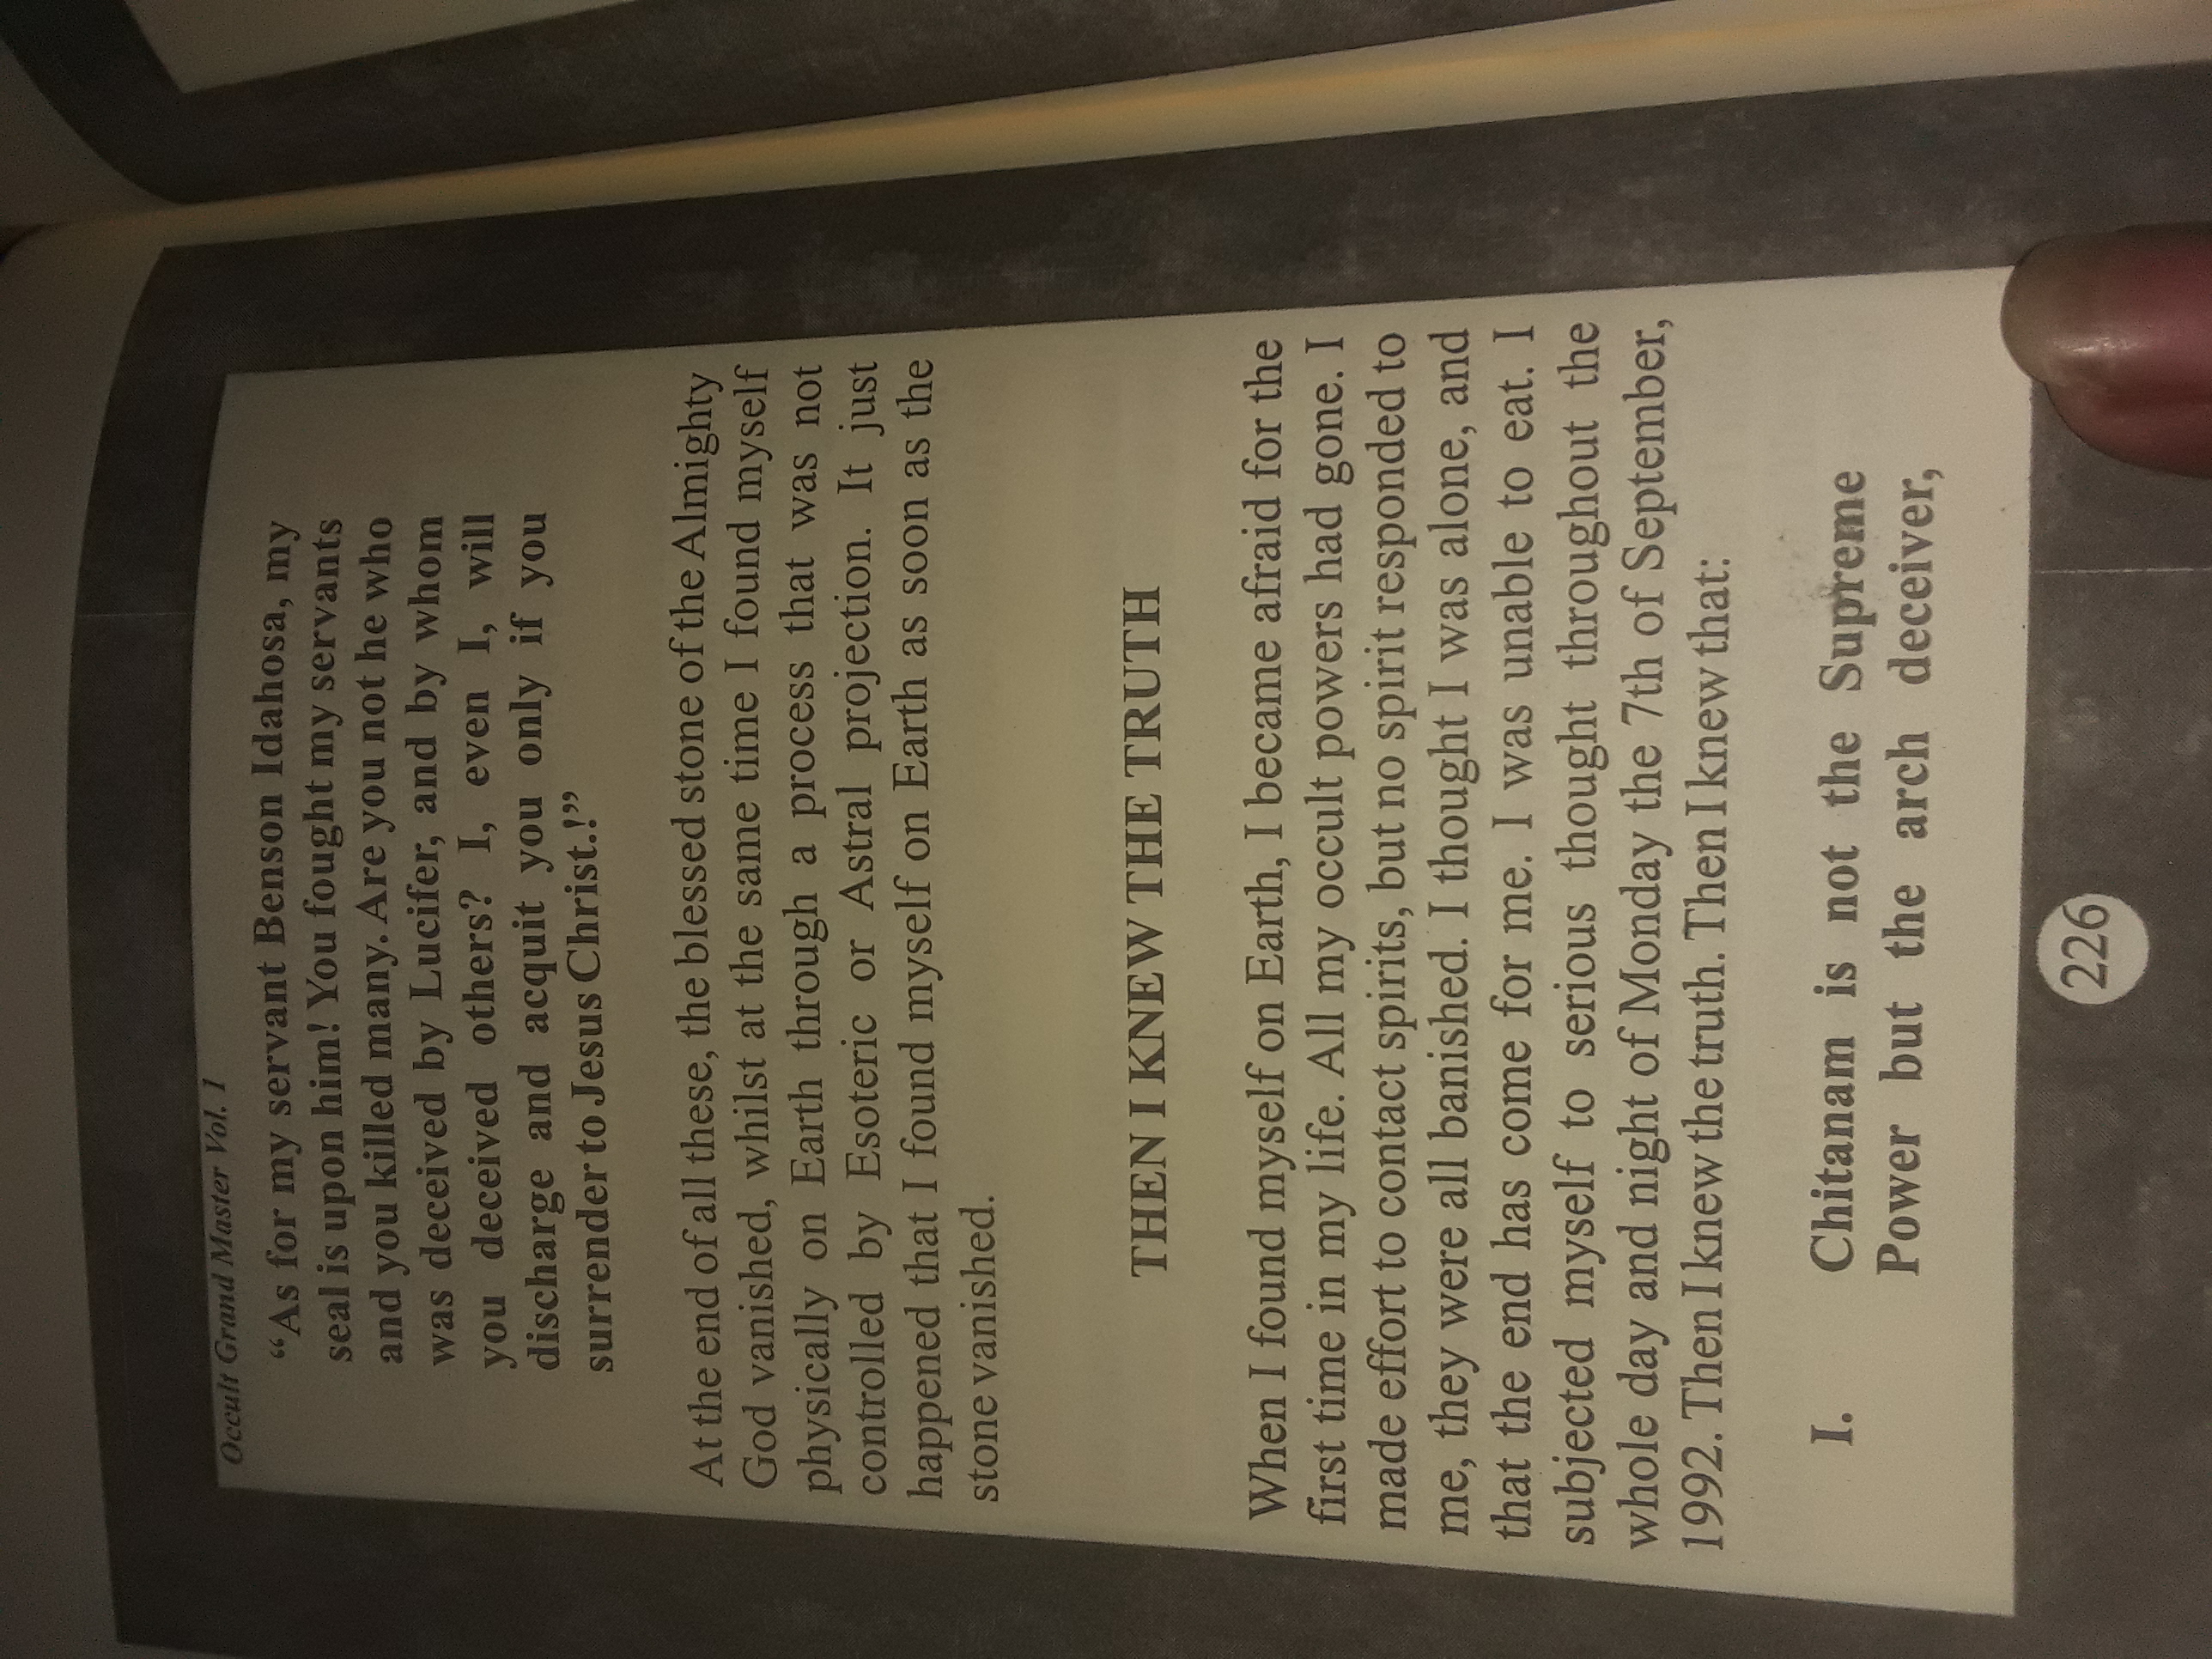 Occult Grand Master Vol. 1
“As for my servant Benson Idahosa, my
seal is upon him! You fought my servants
and you killed many. Are you not he who
was deceived by Lucifer, and by whom
you deceived others? I, even I, will
discharge and acquit you only if you
surrender to Jesus Christ.!”
At the end of all these, the blessed stone of the Almighty
God vanished, whilst at the same time I found myself
physically on Earth through a process that was not
controlled by Esoteric or Astral projection. It just
happened that I found myself on Earth as soon as the
stone vanished.
THEN I KNEW THE TRUTH
When I found myself on Earth, I became afraid for the
first time in my life. All my occult powers had gone. I
made effort to contact spirits, but no spirit responded to
me, they were all banished. I thought I was alone, and
that the end has come for me. I was unable to eat. I
subjected myself to serious thought throughout the
whole day and night of Monday the 7th of September,
1992. Then I knew the truth. Then I knew that:
I. Chitanam is not the Supreme
Power but the arch deceiver,
226